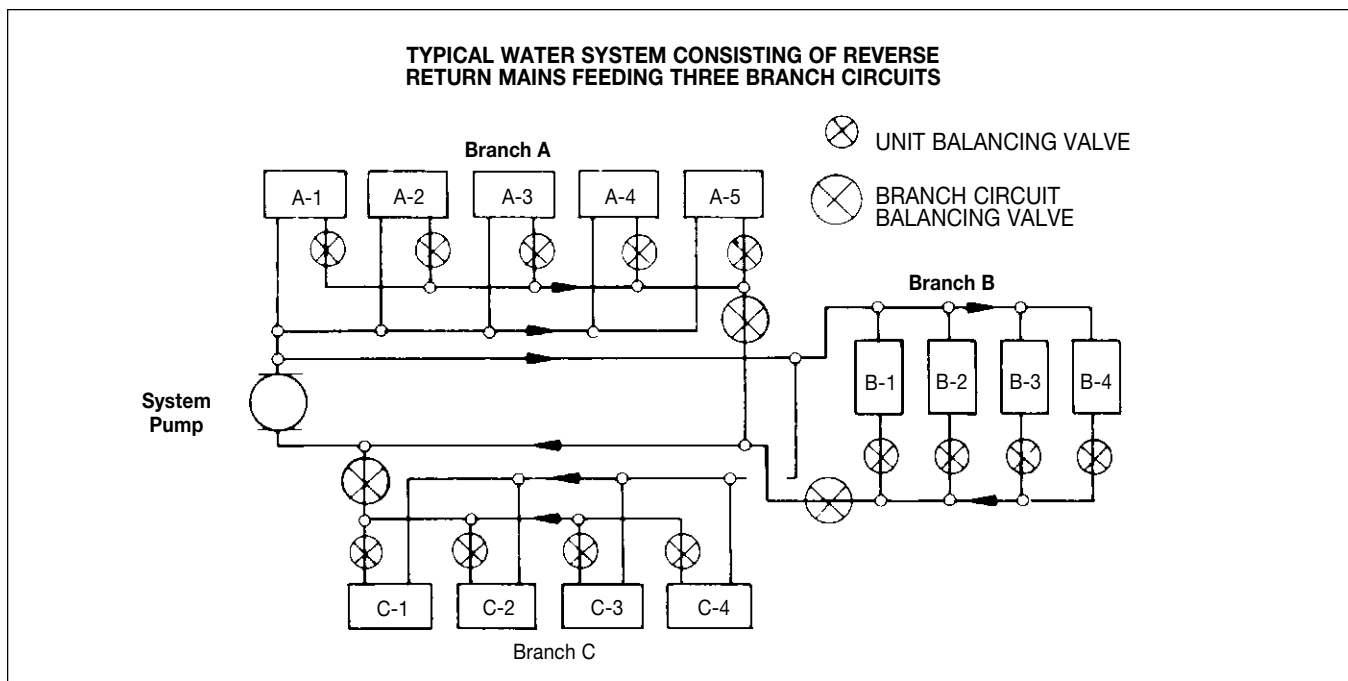 TYPICAL WATER SYSTEM CONSISTING OF REVERSE
RETURN MAINS FEEDING THREE BRANCH CIRCUITS
UNIT BALANCING VALVE
BRANCH CIRCUIT
BALANCING VALVE
Branch A
A-1
A-2
A-3
A-4
A-5
Branch B
B-1
B-2
B-3
B-4
System
Pump
C-1
C-2
C-3
C-4
Branch C